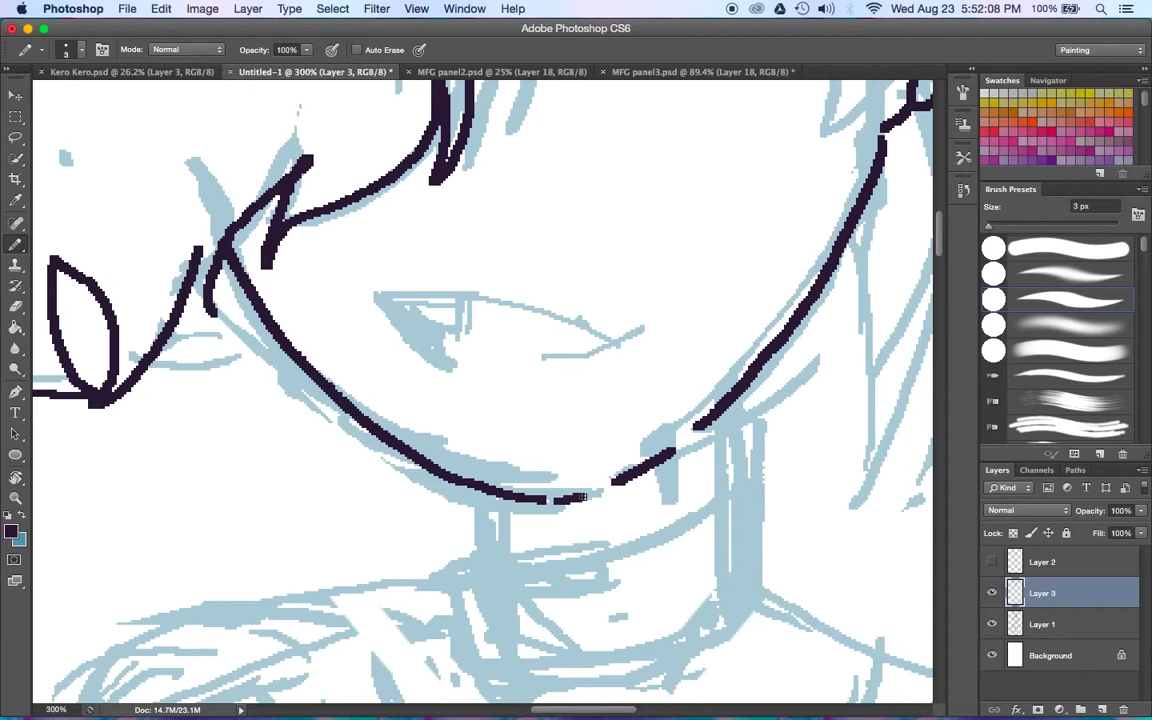 Photoshop File Edit Image Layer Type Select Filter View Window Help Wed Aug 23 5:52:08 PM 100%
Adobe Photoshop CS6
3 Mode: Normal Opacity: 100% Auto Erase Painting
Kero Kero.psd @ 26.2% (Layer 3, RGB/8) Untitled-1 @ 300% (Layer 3, RGB/8) * MFG panel2.psd @ 25% (Layer 18, RGB/8) MFG panel3.psd @ 89.4% (Layer 18, RGB/8) *
Swatches Navigator
Brush Presets
Size: 3 px
Layers Channels Paths
Kind
Normal Opacity: 100%
Lock: Fill: 100%
Layer 2
Layer 3
Layer 1
Background
300% Doc: 14.7M/23.1M
fx